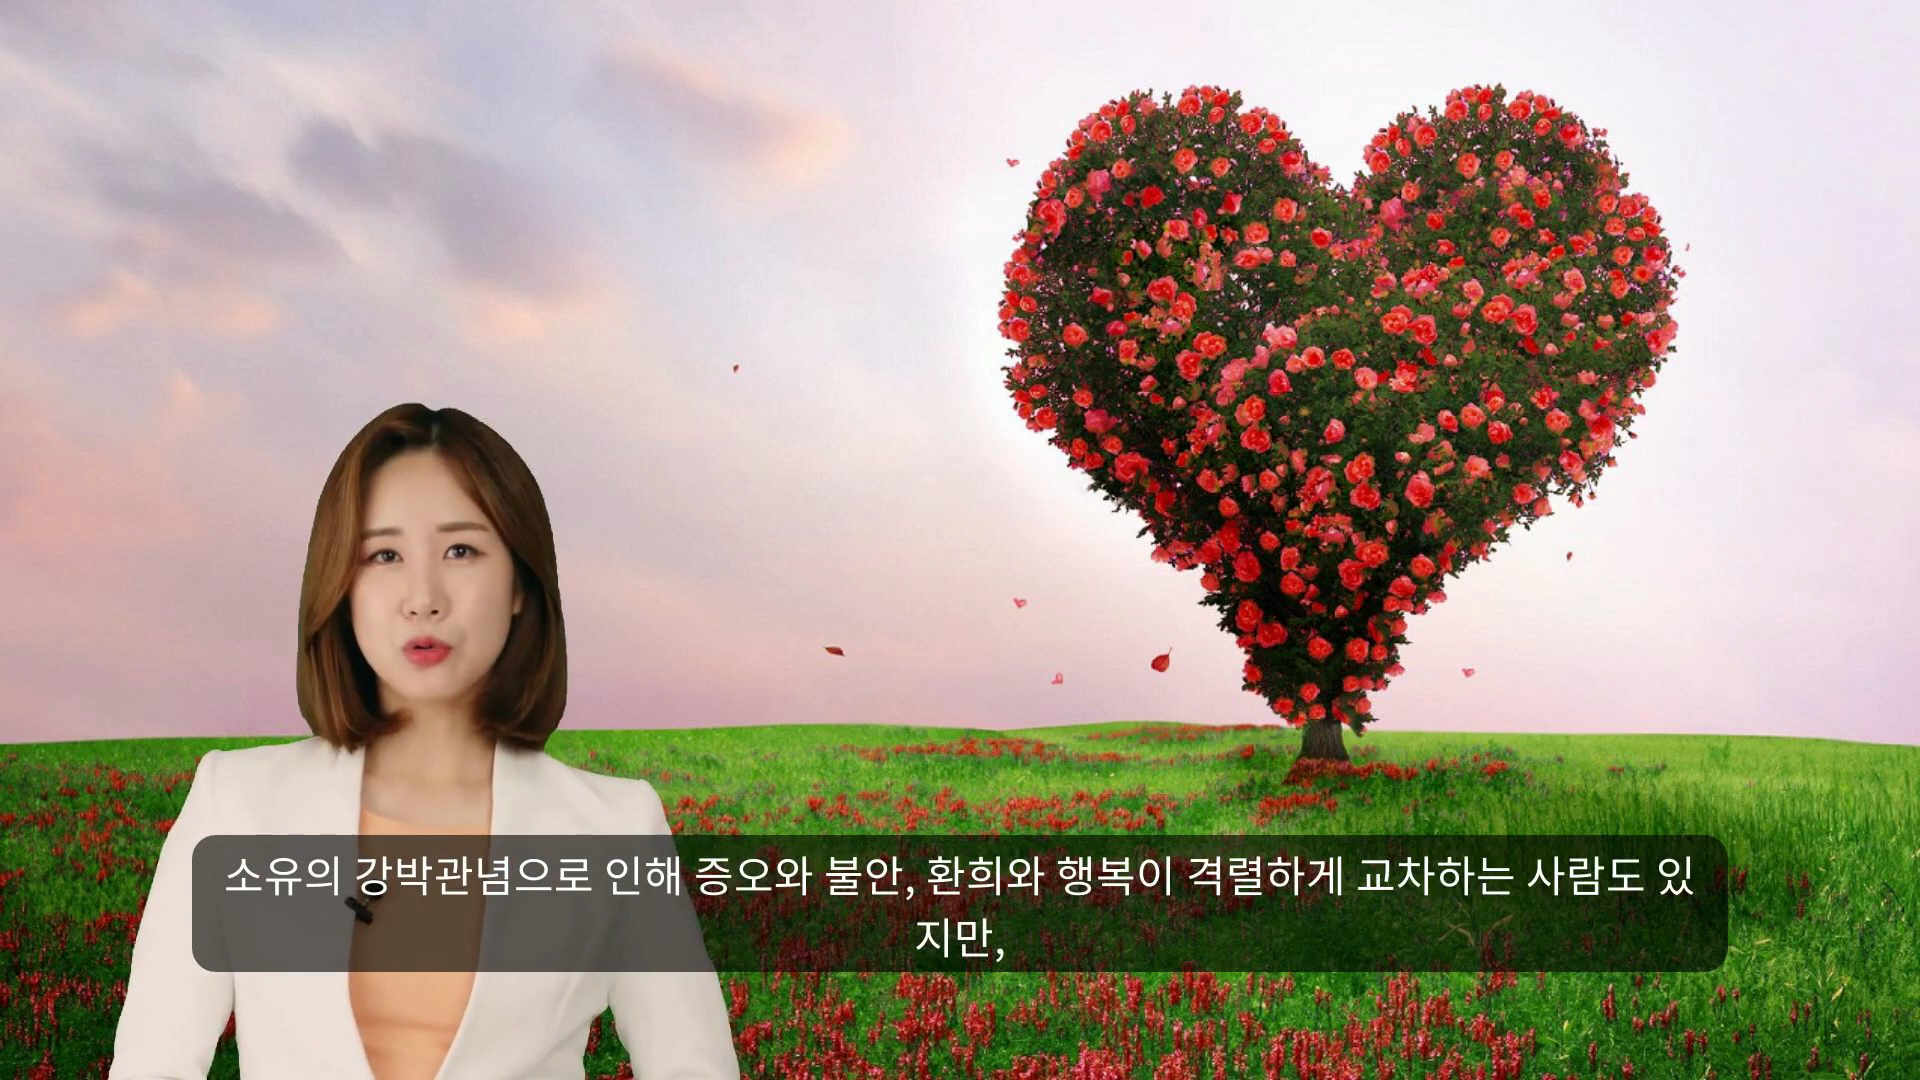 소유의 강박관념으로 인해 증오와 불안, 환희와 행복이 격렬하게 교차하는 사람도 있
지만,